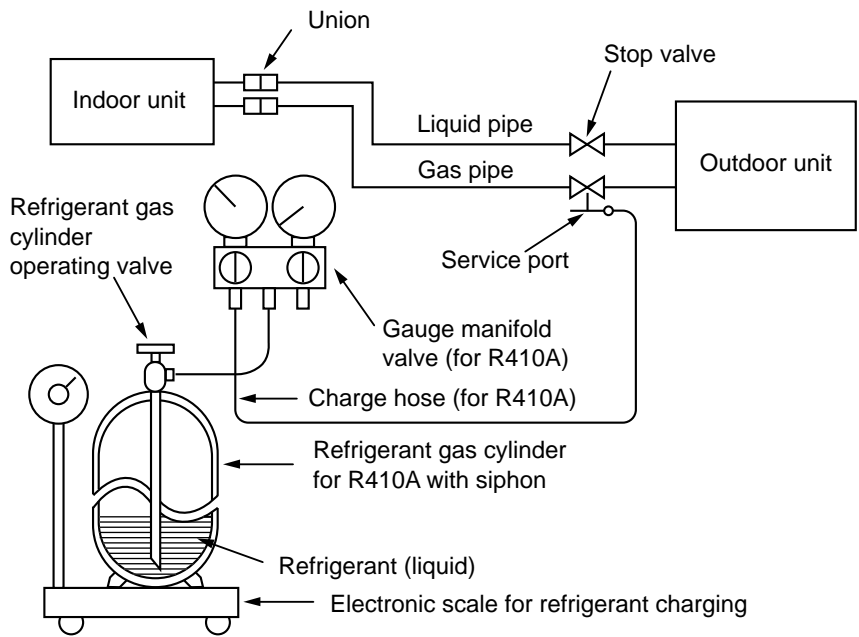 Union
Stop valve
Indoor unit
Liquid pipe
Gas pipe
Outdoor unit
Refrigerant gas
cylinder
operating valve
Service port
Gauge manifold
valve (for R410A)
Charge hose (for R410A)
Refrigerant gas cylinder
for R410A with siphon
Refrigerant (liquid)
Electronic scale for refrigerant charging